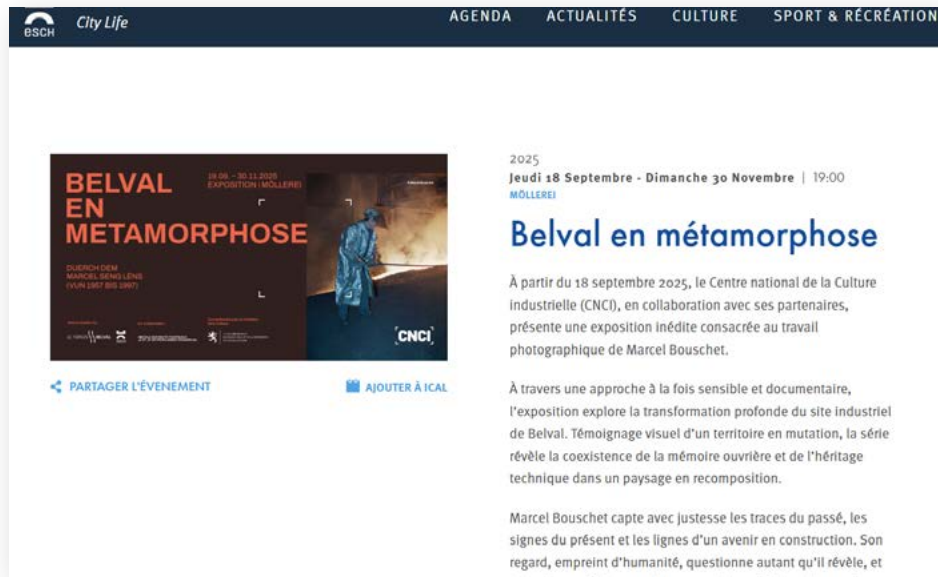 esch
City Life
AGENDA ACTUALITÉS CULTURE SPORT & RÉCRÉATION
BELVAL
EN
METAMORPHOSE
18.09. – 30.11.2025
EXPOSITION (MÖLLEREI)
DUERCH DEM
MARCEL SENG LËNS
(VUN 1957 BIS 1997)
[CNCI]
PARTAGER L'ÉVENEMENT
AJOUTER À ICAL
2025
Jeudi 18 Septembre - Dimanche 30 Novembre | 19:00
MÖLLEREI
Belval en métamorphose
À partir du 18 septembre 2025, le Centre national de la Culture
industrielle (CNCI), en collaboration avec ses partenaires,
présente une exposition inédite consacrée au travail
photographique de Marcel Bouschet.
À travers une approche à la fois sensible et documentaire,
l'exposition explore la transformation profonde du site industriel
de Belval. Témoignage visuel d'un territoire en mutation, la série
révèle la coexistence de la mémoire ouvrière et de l'héritage
technique dans un paysage en recomposition.
Marcel Bouschet capte avec justesse les traces du passé, les
signes du présent et les lignes d'un avenir en construction. Son
regard, empreint d'humanité, questionne autant qu'il révèle, et